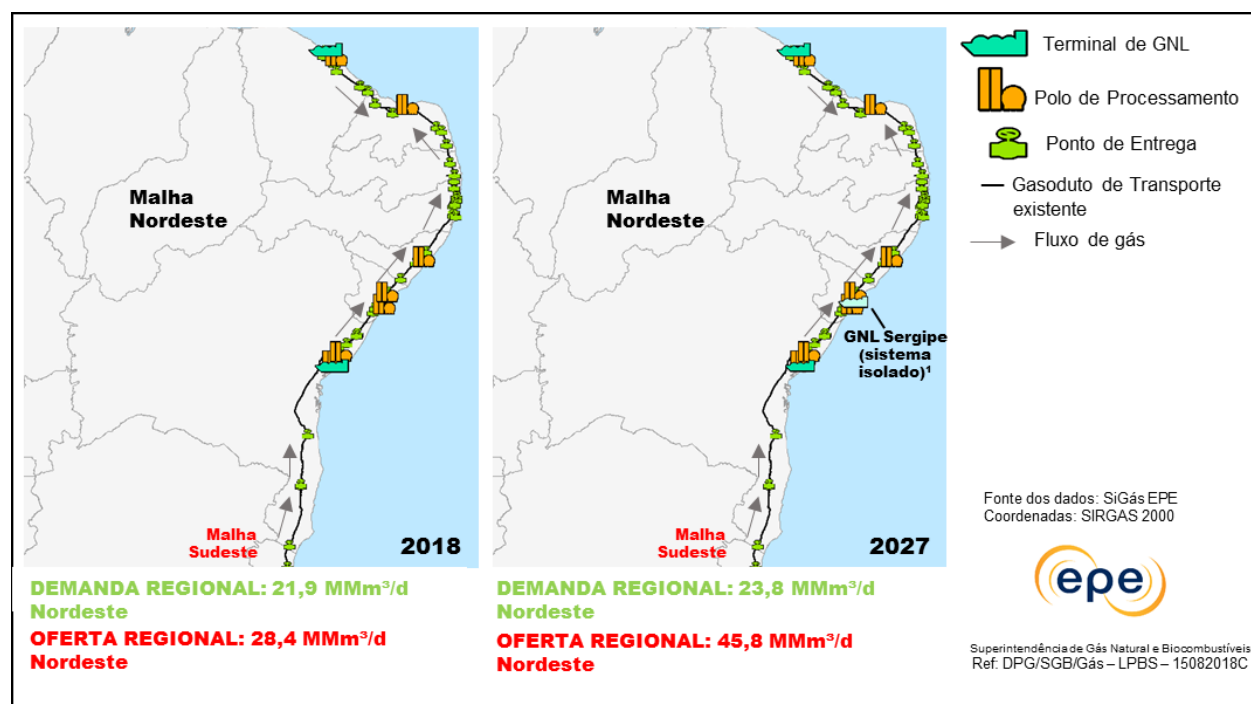 Malha
Nordeste
Malha
Sudeste
2018
DEMANDA REGIONAL: 21,9 MMm³/d
Nordeste
OFERTA REGIONAL: 28,4 MMm³/d
Nordeste
Malha
Nordeste
GNL Sergipe
(sistema
isolado)¹
Malha
Sudeste
2027
DEMANDA REGIONAL: 23,8 MMm³/d
Nordeste
OFERTA REGIONAL: 45,8 MMm³/d
Nordeste
Terminal de GNL
Polo de Processamento
Ponto de Entrega
Gasoduto de Transporte
existente
Fluxo de gás
Fonte dos dados: SiGás EPE
Coordenadas: SIRGAS 2000
epe
Superintendência de Gás Natural e Biocombustíveis
Ref: DPG/SGB/Gás – LPBS – 15082018C